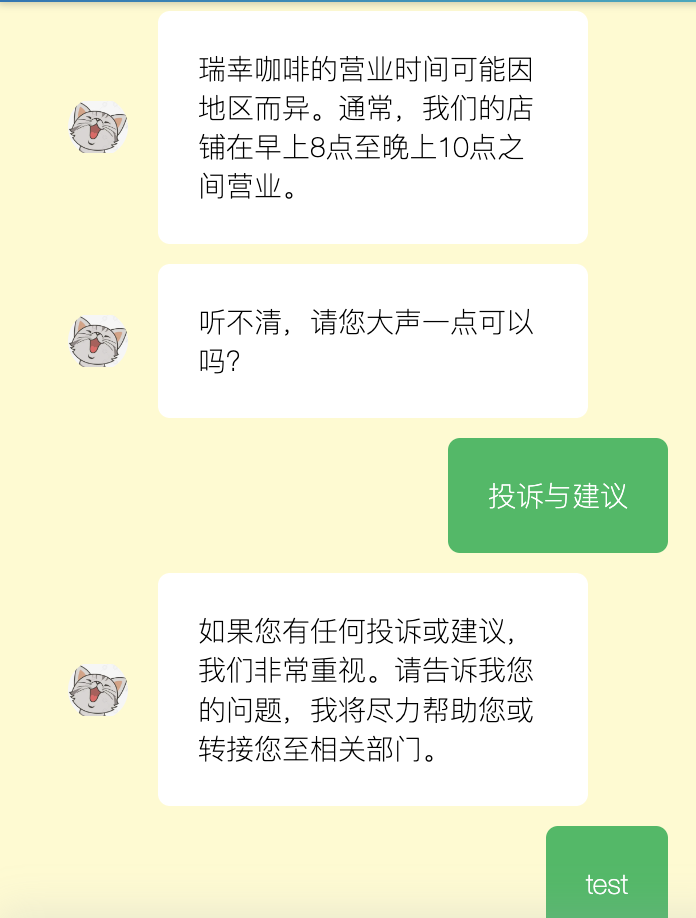 瑞幸咖啡的营业时间可能因
地区而异。通常，我们的店
铺在早上8点至晚上10点之
间营业。
听不清，请您大声一点可以
吗？
投诉与建议
如果您有任何投诉或建议，
我们非常重视。请告诉我您
的问题，我将尽力帮助您或
转接您至相关部门。
test